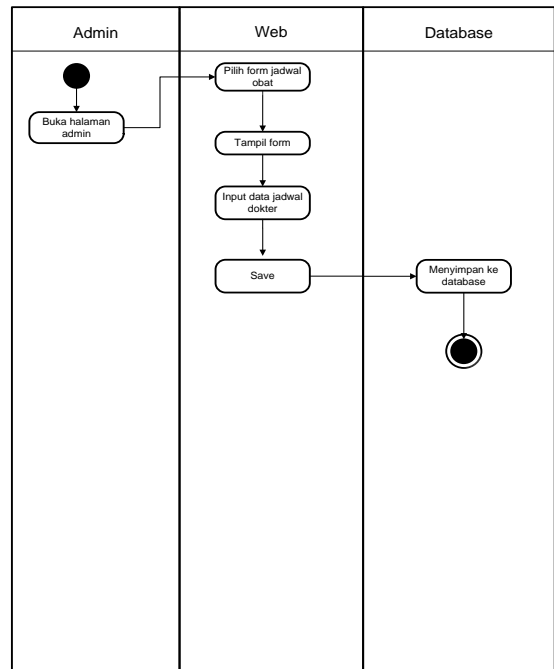 Admin
Web
Database
Buka halaman
admin
Pilih form jadwal
obat
Tampil form
Input data jadwal
dokter
Save
Menyimpan ke
database